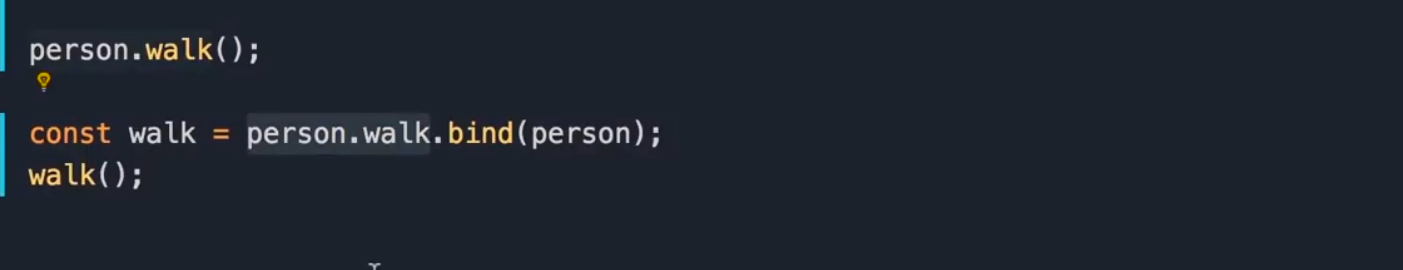 person.walk();
const walk = person.walk.bind(person);
walk();